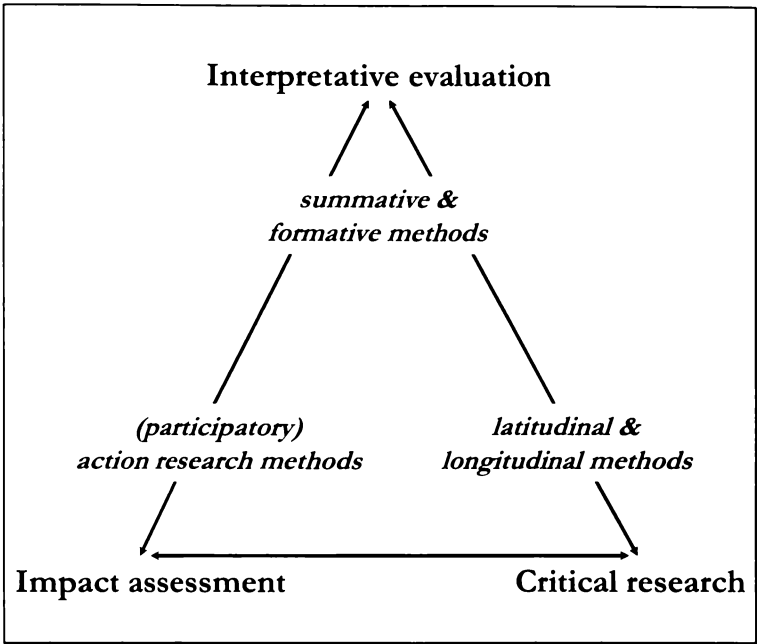 Interpretative evaluation
summative &
formative methods
(participatory)
action research methods
latitudinal &
longitudinal methods
Impact assessment
Critical research